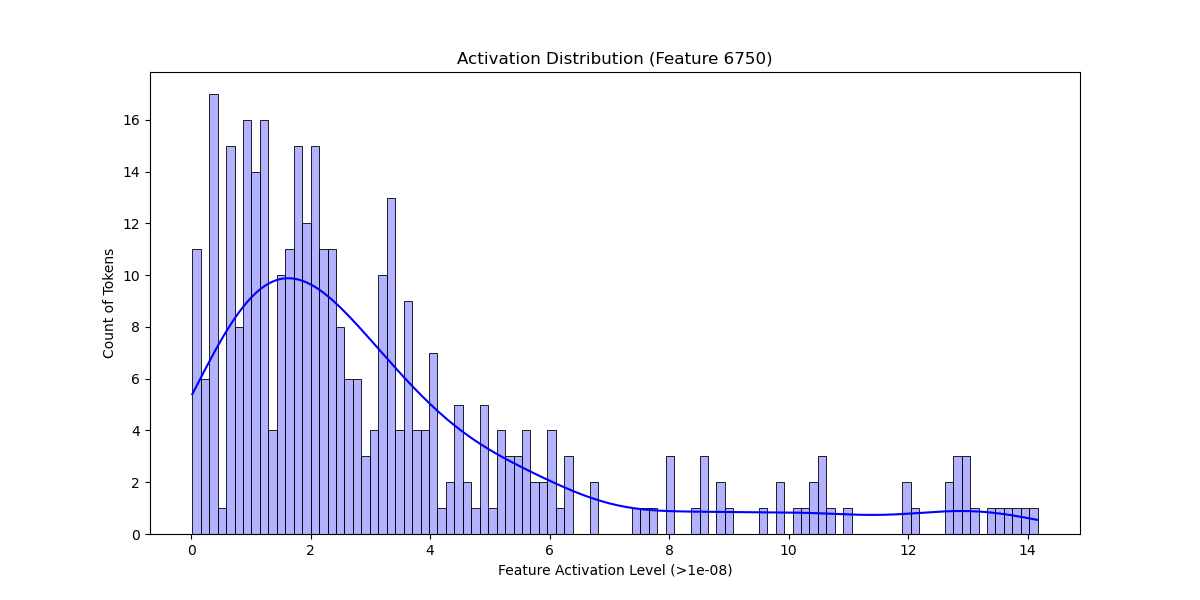 Activation Distribution (Feature 6750)
16
14
12
10
8
6
4
2
0
Count of Tokens
0 2 4 6 8 10 12 14
Feature Activation Level (>1e-08)